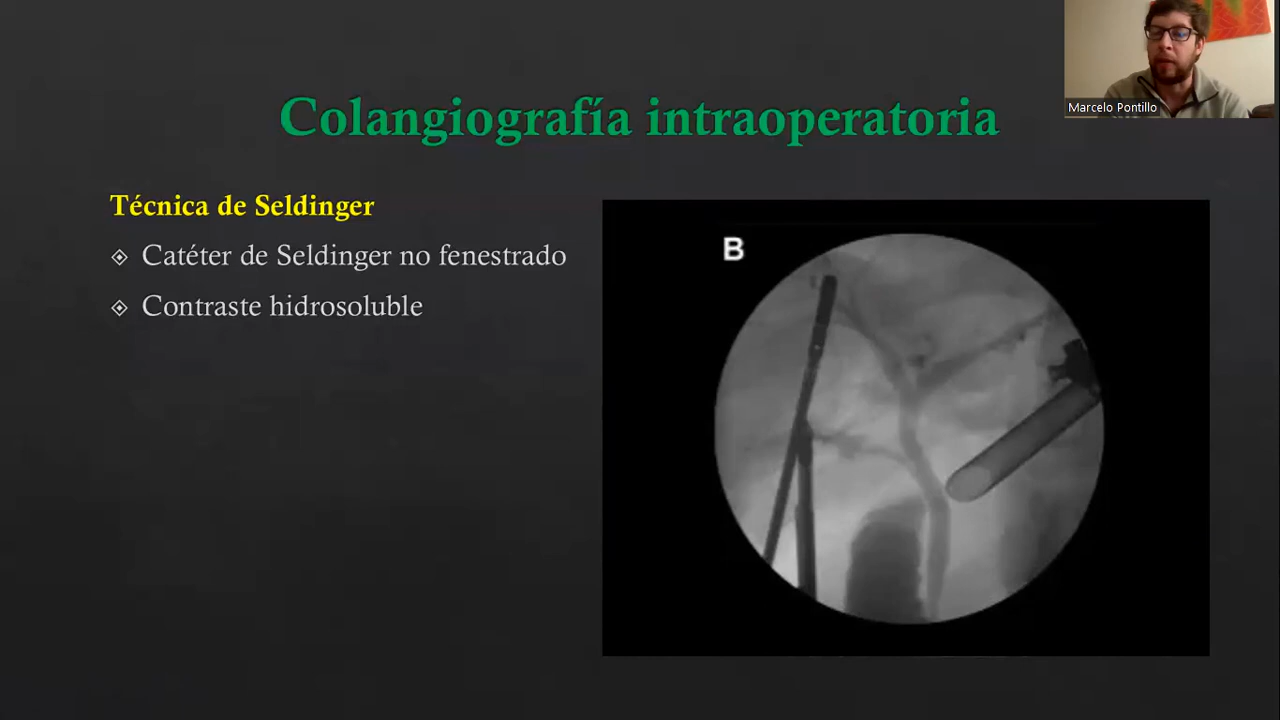 Colangiografía intraoperatoria
Marcelo Pontillo
Técnica de Seldinger
Catéter de Seldinger no fenestrado
Contraste hidrosoluble
B